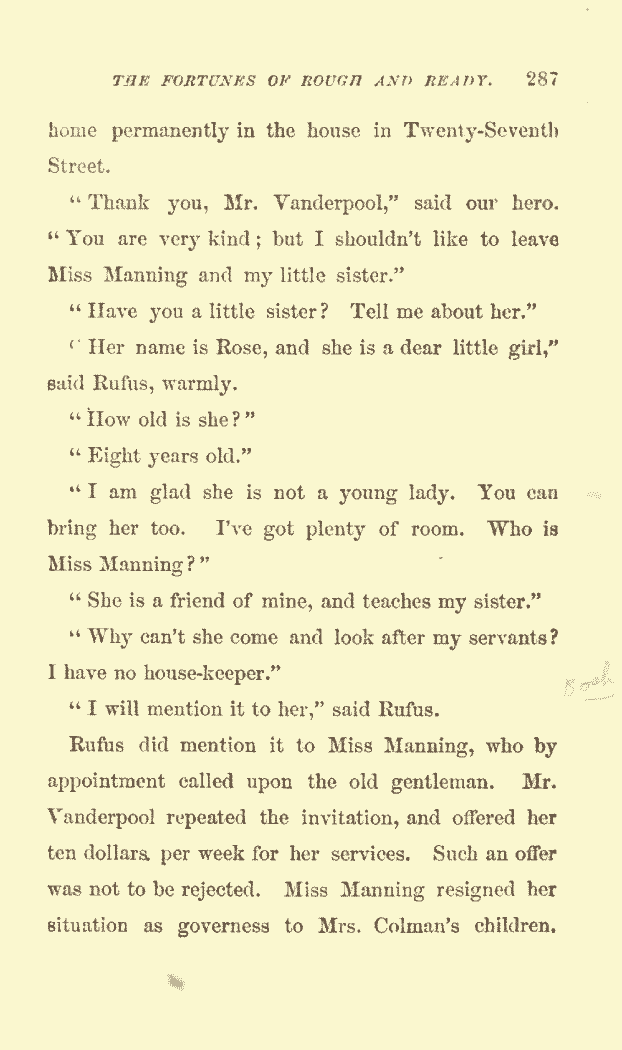 THE FORTUNES OF ROUGH AND READY. 287
home permanently in the house in Twenty-Seventh
Street.
"Thank you, Mr. Vanderpool," said our hero.
"You are very kind; but I shouldn't like to leave
Miss Manning and my little sister."
"Have you a little sister? Tell me about her."
"Her name is Rose, and she is a dear little girl,"
said Rufus, warmly.
"How old is she?"
"Eight years old."
"I am glad she is not a young lady. You can
bring her too. I've got plenty of room. Who is
Miss Manning?"
"She is a friend of mine, and teaches my sister."
"Why can't she come and look after my servants?
I have no house-keeper."
"I will mention it to her," said Rufus.
Rufus did mention it to Miss Manning, who by
appointment called upon the old gentleman. Mr.
Vanderpool repeated the invitation, and offered her
ten dollars per week for her services. Such an offer
was not to be rejected. Miss Manning resigned her
situation as governess to Mrs. Colman's children.